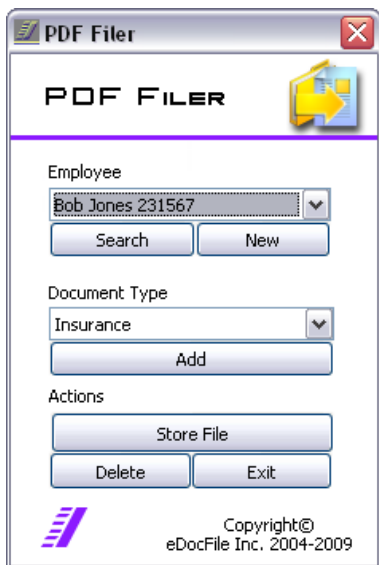 PDF Filer
PDF FILER
Employee
Bob Jones 231567
Search New
Document Type
Insurance
Add
Actions
Store File
Delete Exit
Copyright©
eDocFile Inc. 2004-2009